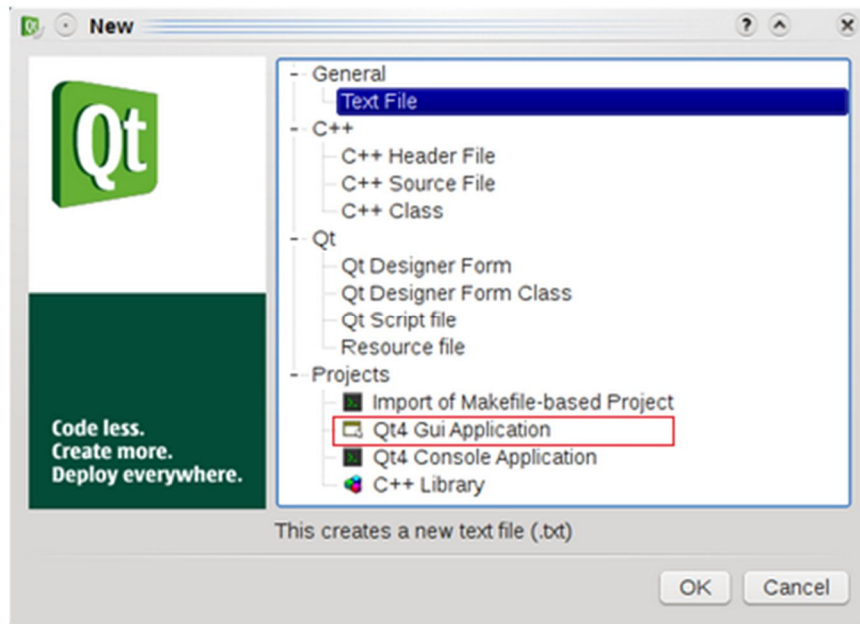 New
Qt
Code less.
Create more.
Deploy everywhere.
General
Text File
C++
C++ Header File
C++ Source File
C++ Class
Qt
Qt Designer Form
Qt Designer Form Class
Qt Script file
Resource file
Projects
Import of Makefile-based Project
Qt4 Gui Application
Qt4 Console Application
C++ Library
This creates a new text file (.txt)
OK
Cancel